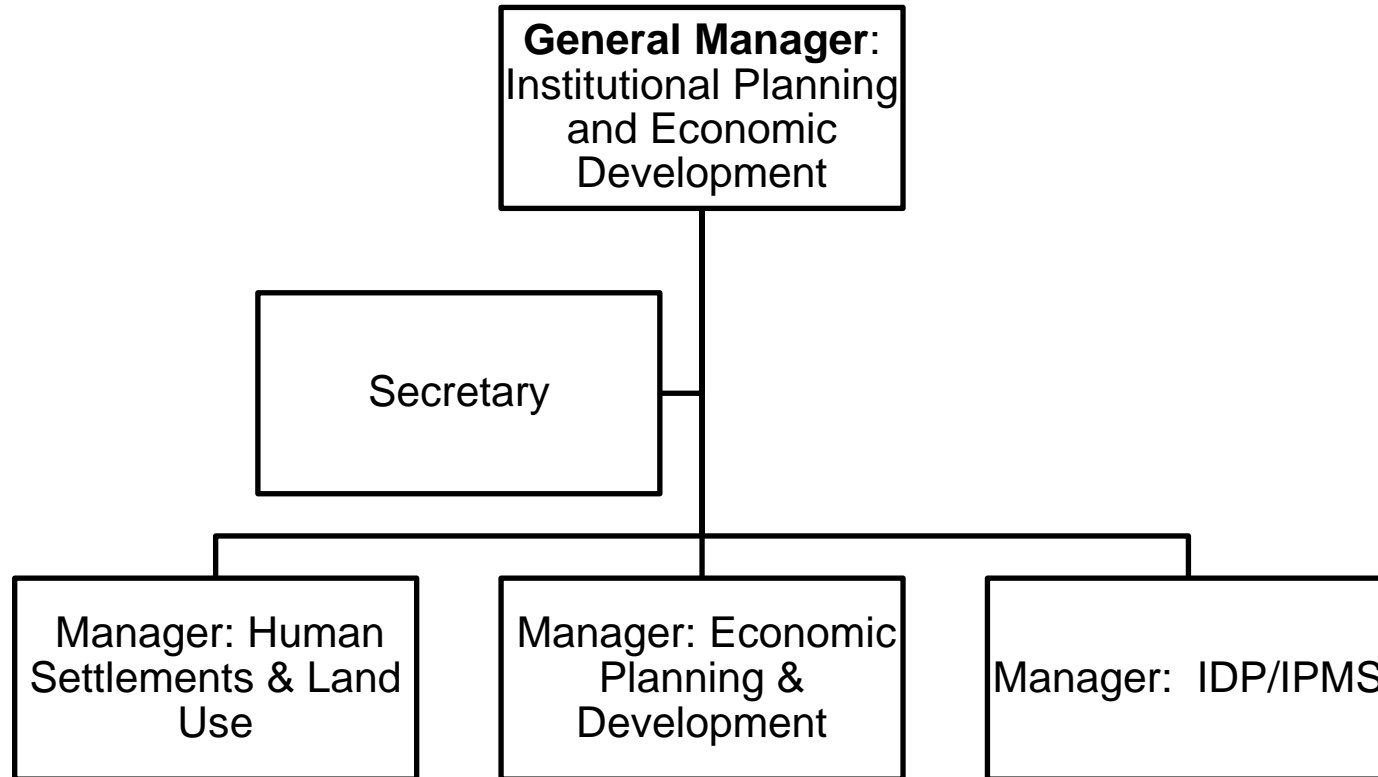 General Manager:
Institutional Planning
and Economic
Development
Secretary
Manager: Human
Settlements & Land
Use
Manager: Economic
Planning &
Development
Manager:  IDP/IPMS